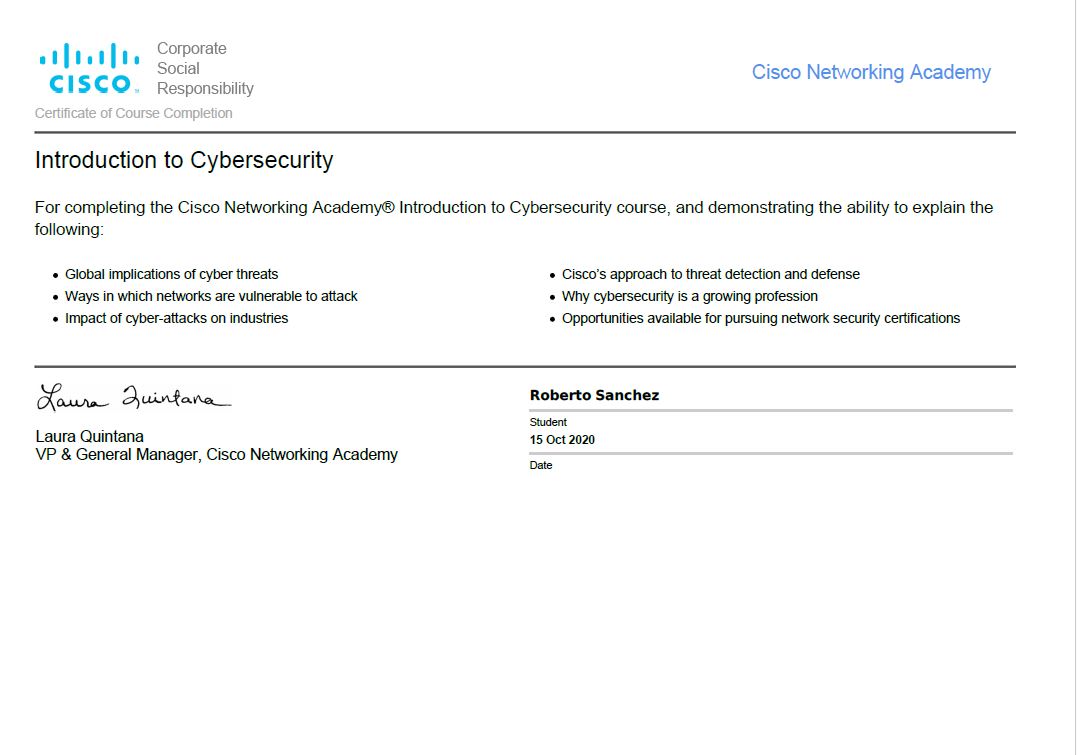 Corporate
Social
Responsibility
CISCO™
Cisco Networking Academy
Certificate of Course Completion
Introduction to Cybersecurity
For completing the Cisco Networking Academy® Introduction to Cybersecurity course, and demonstrating the ability to explain the
following:
• Global implications of cyber threats
• Ways in which networks are vulnerable to attack
• Impact of cyber-attacks on industries
• Cisco’s approach to threat detection and defense
• Why cybersecurity is a growing profession
• Opportunities available for pursuing network security certifications
Laura Quintana
Laura Quintana
VP & General Manager, Cisco Networking Academy
Roberto Sanchez
Student
15 Oct 2020
Date